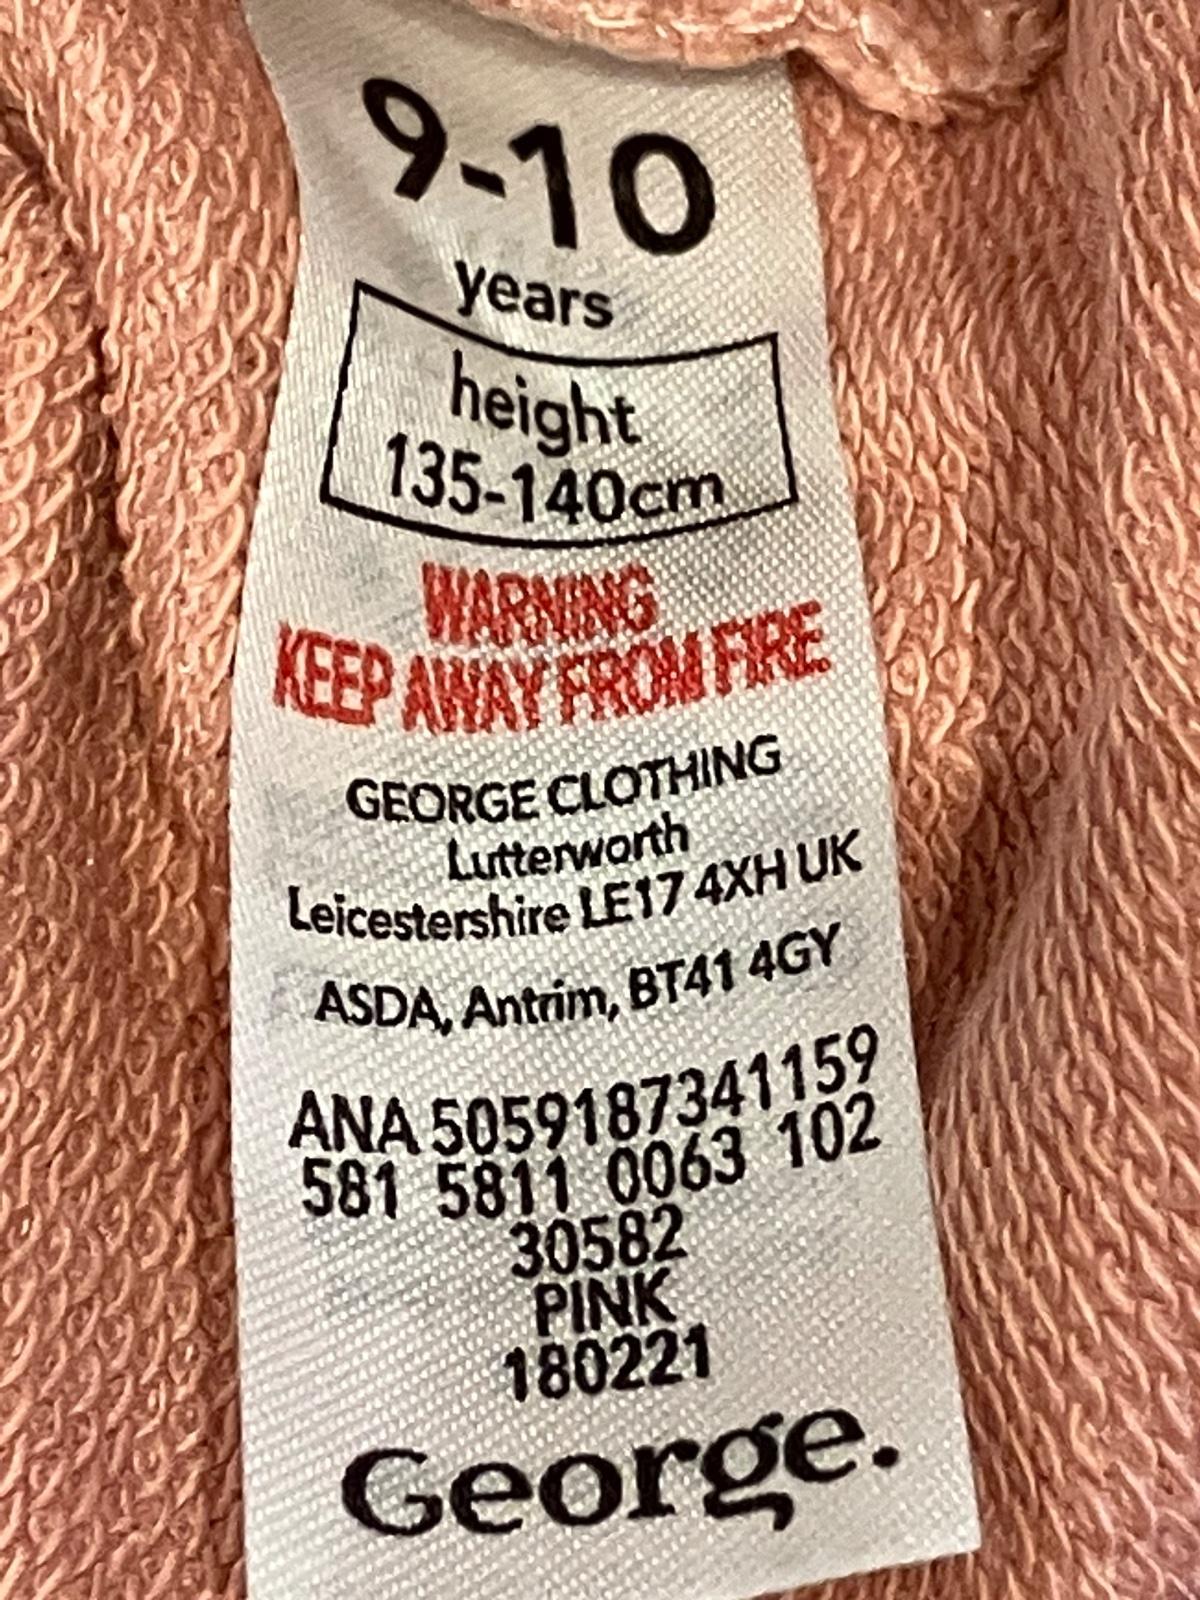 9-10
years
height
135-140cm
WARNING
KEEP AWAY FROM FIRE
GEORGE CLOTHING
Lutterworth
Leicestershire LE17 4XH UK
ASDA, Antrim, BT41 4GY
ANA 5059187341159
581 5811 0063 102
30582
PINK
180221
George.